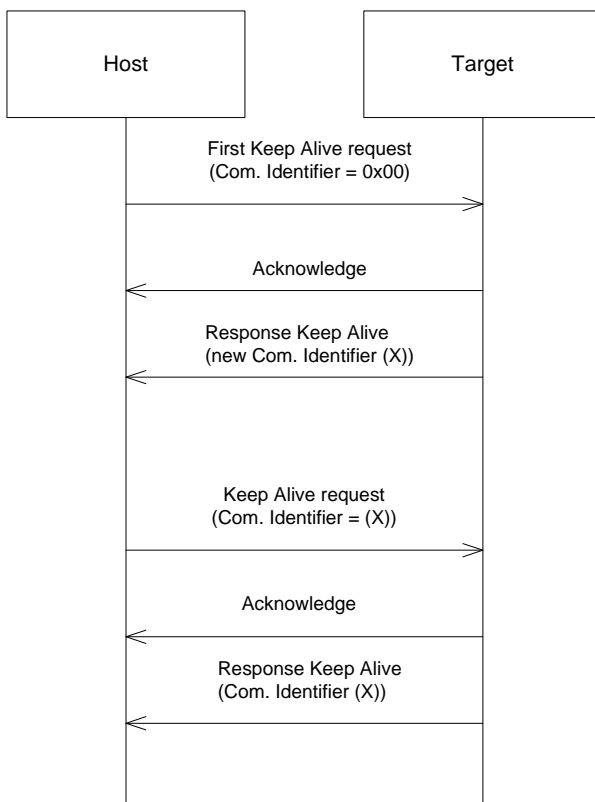 Host
Target
First Keep Alive request
(Com. Identifier = 0x00)
Acknowledge
Response Keep Alive
(new Com. Identifier (X))
Keep Alive request
(Com. Identifier = (X))
Acknowledge
Response Keep Alive
(Com. Identifier (X))